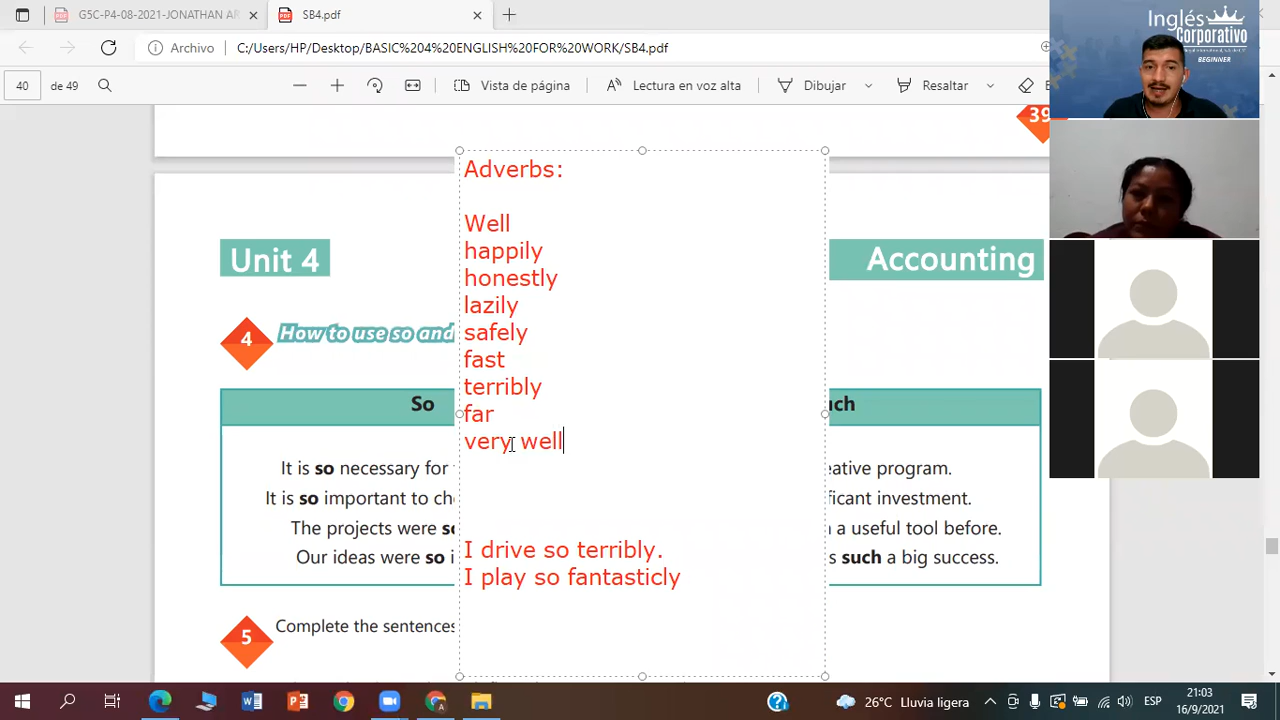 G5C-P4-08-2021-JONATHAN AR
SB4.pdf
Archivo
C:/Users/HP/Desktop/BASIC%204%20ENGLISH%20FOR%20WORK/SB4.pdf
40
de 49
Vista de página
Lectura en voz alta
Dibujar
Resaltar
Inglés
Corporativo
BEGINNER
39
Adverbs:
Well
happily
honestly
lazily
safely
fast
terribly
far
very well
I drive so terribly.
I play so fantasticly
Unit 4
Accounting
4
How to use so and
So
uch
It is so necessary for
eative program.
It is so important to che
ificant investment.
The projects were so
n a useful tool before.
Our ideas were so i
s such a big success.
5
Complete the sentences
26°C Lluvia ligera
ESP
21:03
16/9/2021